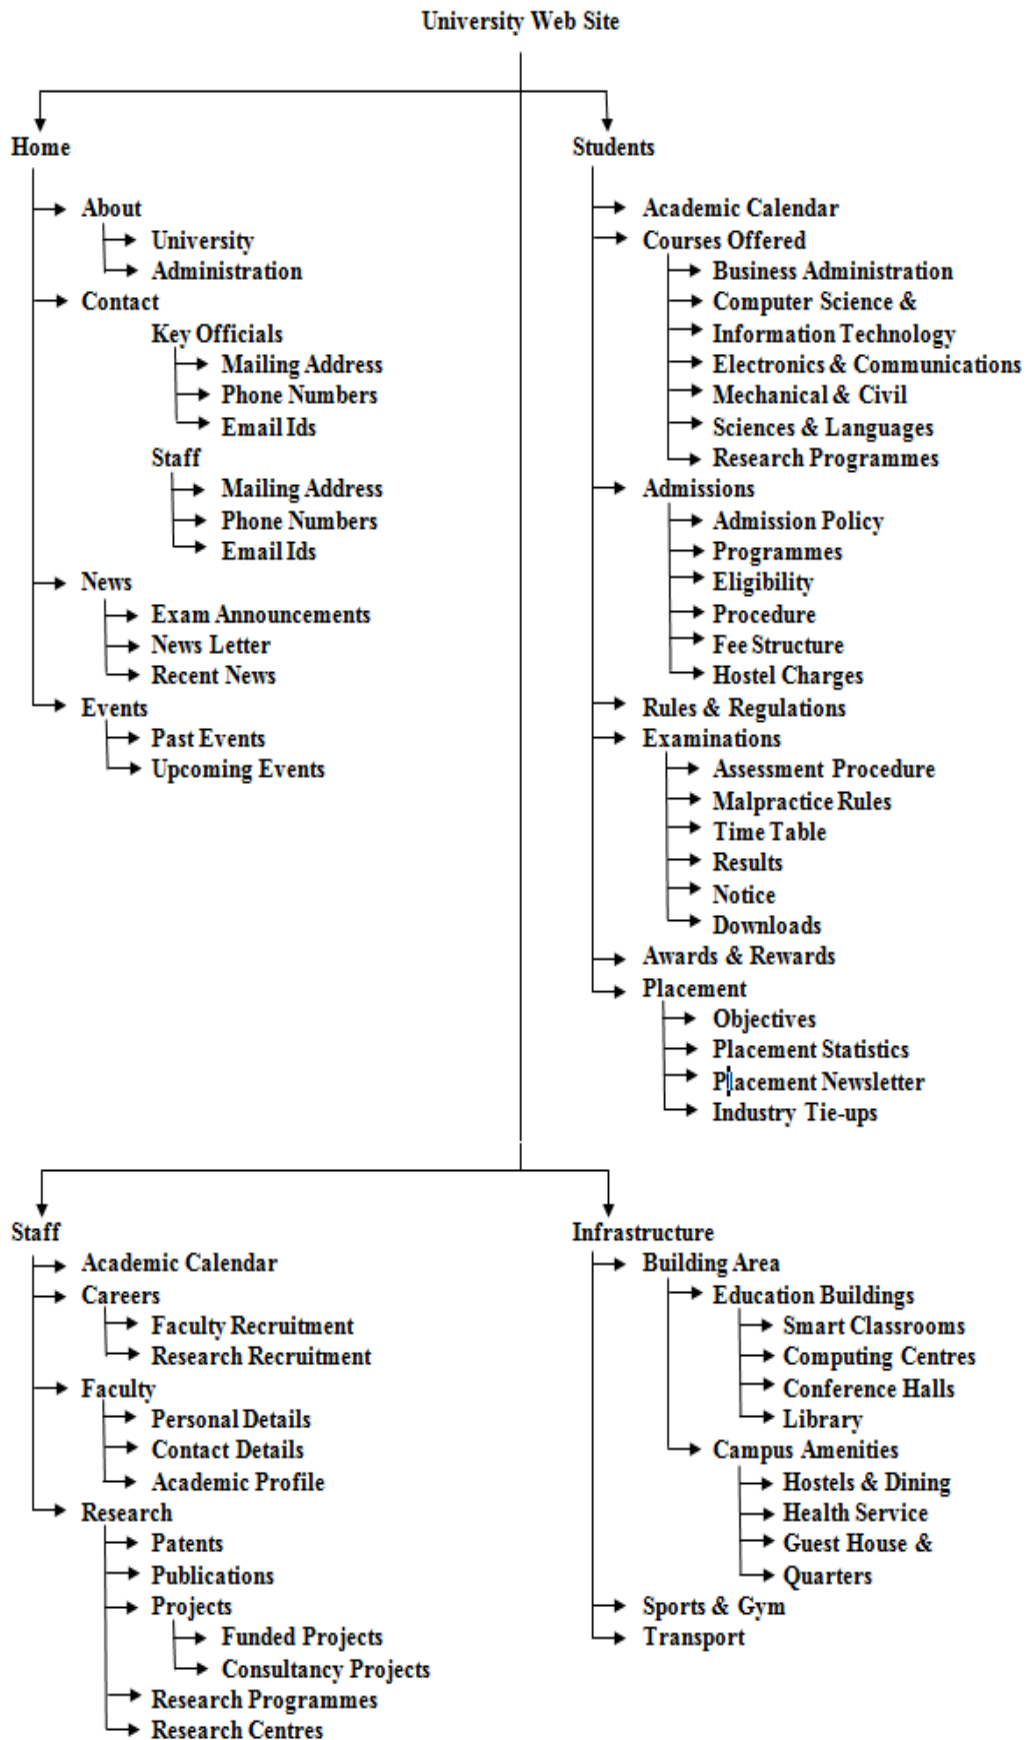 University Web Site
Home
About
University
Administration
Contact
Key Officials
Mailing Address
Phone Numbers
Email Ids
Staff
Mailing Address
Phone Numbers
Email Ids
News
Exam Announcements
News Letter
Recent News
Events
Past Events
Upcoming Events
Students
Academic Calendar
Courses Offered
Business Administration
Computer Science &
Information Technology
Electronics & Communications
Mechanical & Civil
Sciences & Languages
Research Programmes
Admissions
Admission Policy
Programmes
Eligibility
Procedure
Fee Structure
Hostel Charges
Rules & Regulations
Examinations
Assessment Procedure
Malpractice Rules
Time Table
Results
Notice
Downloads
Awards & Rewards
Placement
Objectives
Placement Statistics
Placement Newsletter
Industry Tie-ups
Staff
Academic Calendar
Careers
Faculty Recruitment
Research Recruitment
Faculty
Personal Details
Contact Details
Academic Profile
Research
Patents
Publications
Projects
Funded Projects
Consultancy Projects
Research Programmes
Research Centres
Infrastructure
Building Area
Education Buildings
Smart Classrooms
Computing Centres
Conference Halls
Library
Campus Amenities
Hostels & Dining
Health Service
Guest House &
Quarters
Sports & Gym
Transport